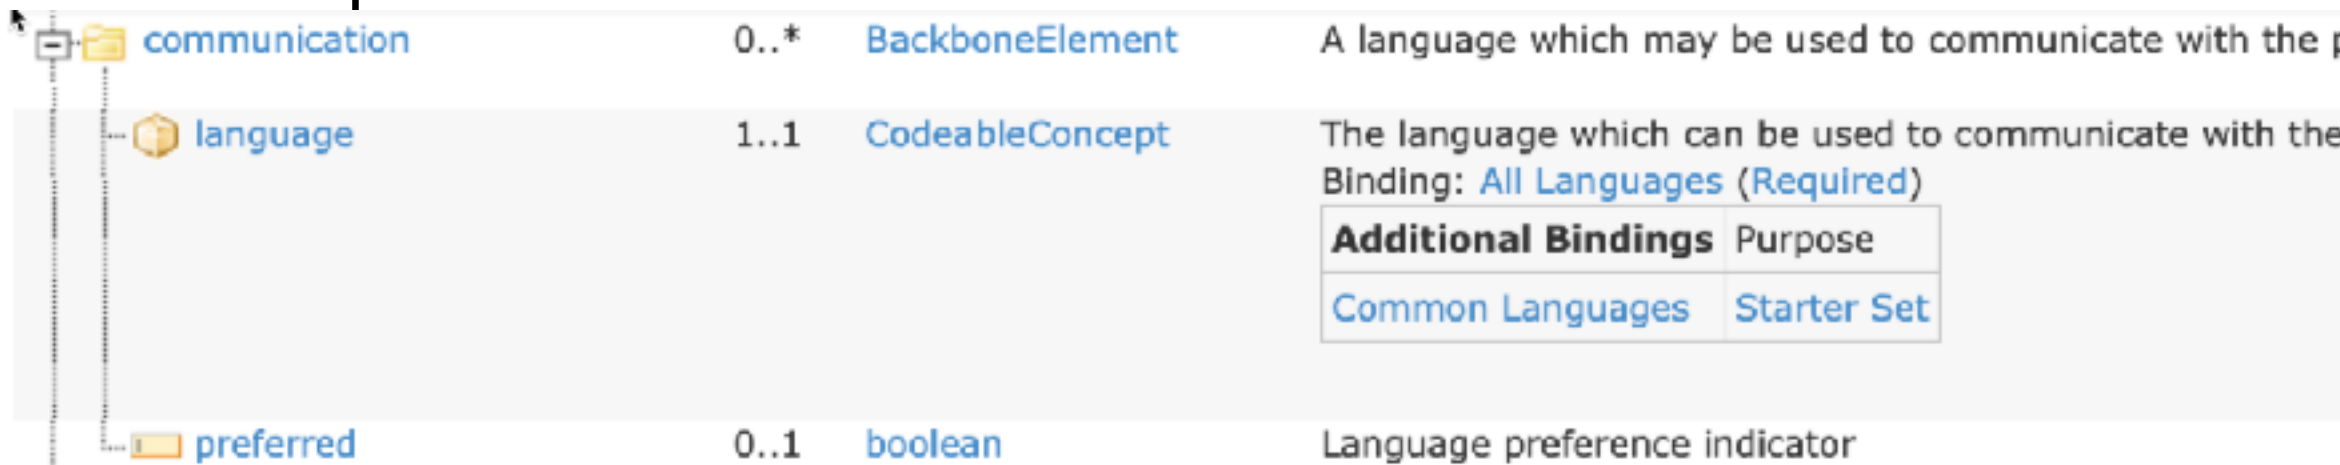 communication 0..* BackboneElement A language which may be used to communicate with the
language 1..1 CodeableConcept The language which can be used to communicate with the
Binding: All Languages (Required)
Additional Bindings Purpose
Common Languages Starter Set
preferred 0..1 boolean Language preference indicator